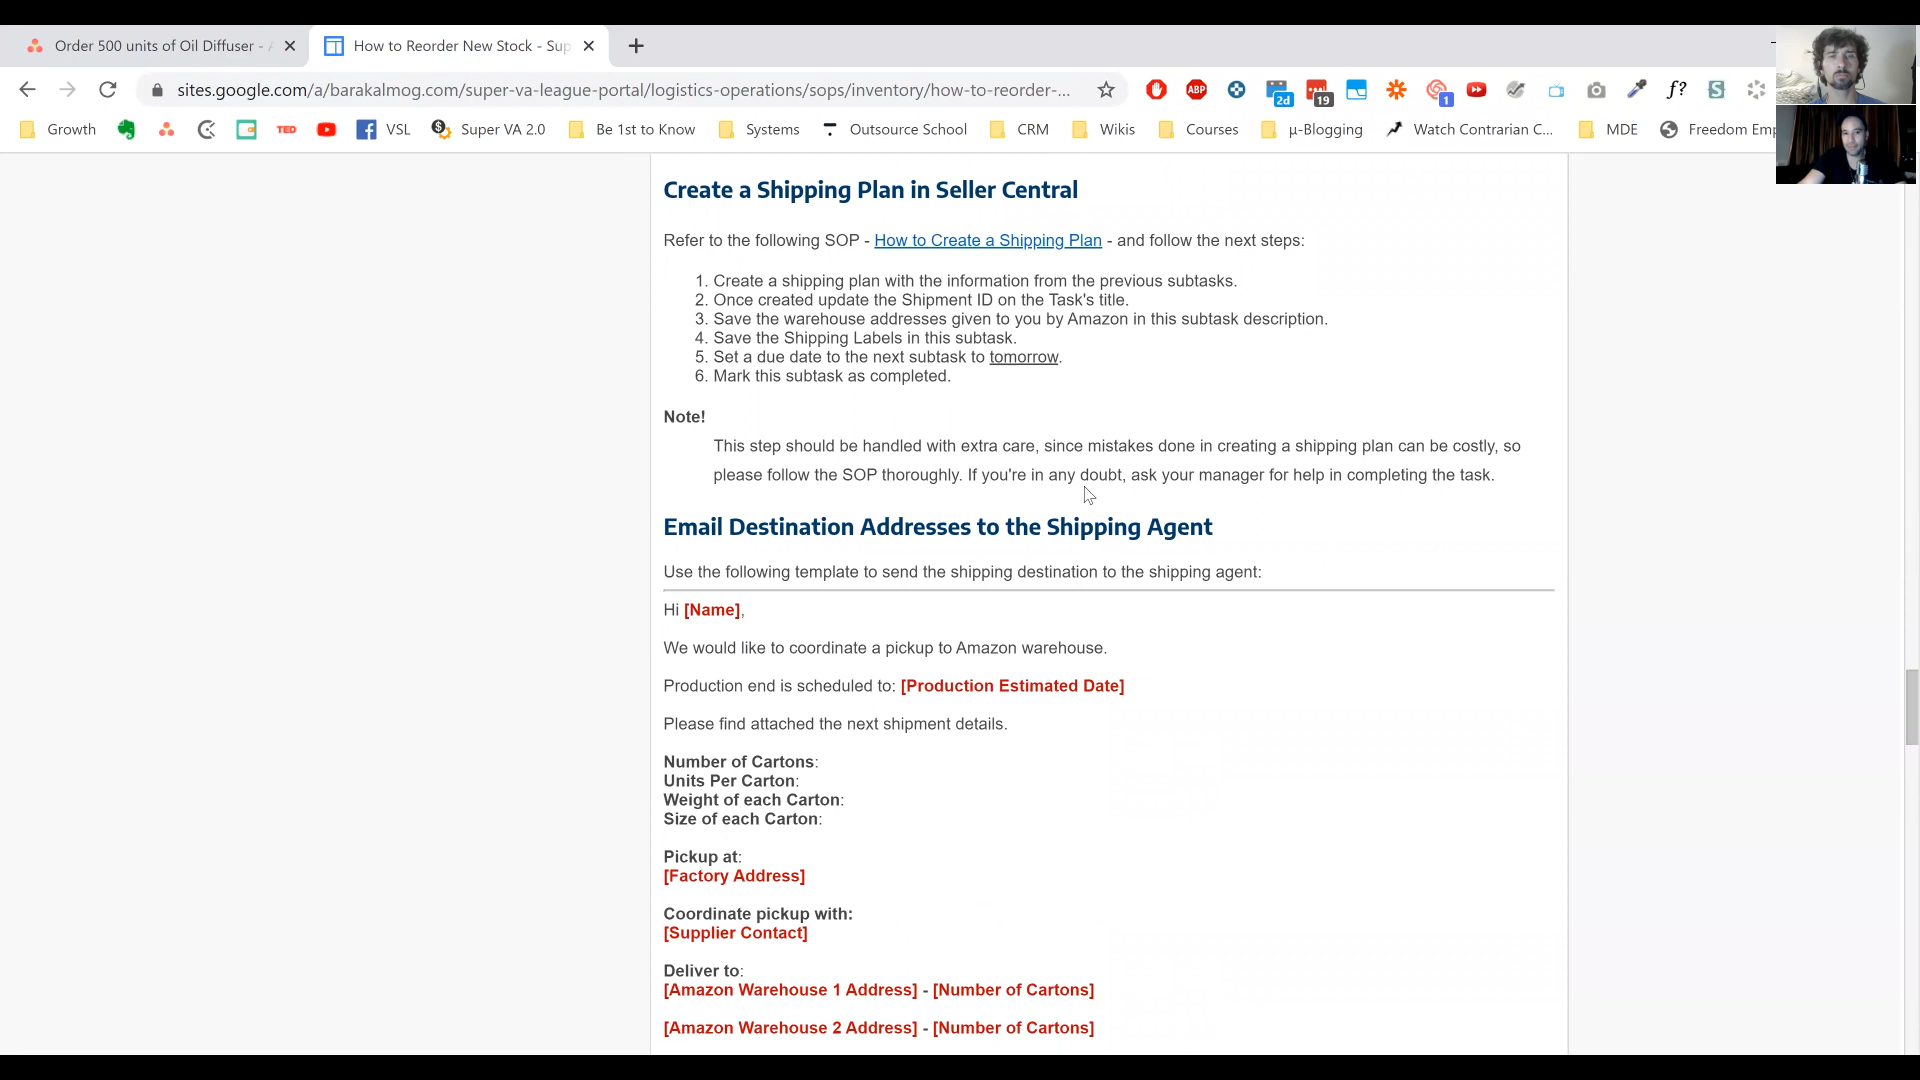 Order 500 units of Oil Diffuser - A
How to Reorder New Stock - Sup
sites.google.com/a/barakalmog.com/super-va-league-portal/logistics-operations/sops/inventory/how-to-reorder-...
ABP
2d
19
1
f?
Growth
TED
VSL
Super VA 2.0
Be 1st to Know
Systems
Outsource School
CRM
Wikis
Courses
µ-Blogging
Watch Contrarian C...
MDE
Freedom Emp
Create a Shipping Plan in Seller Central
Refer to the following SOP - How to Create a Shipping Plan - and follow the next steps:
1. Create a shipping plan with the information from the previous subtasks.
2. Once created update the Shipment ID on the Task's title.
3. Save the warehouse addresses given to you by Amazon in this subtask description.
4. Save the Shipping Labels in this subtask.
5. Set a due date to the next subtask to tomorrow.
6. Mark this subtask as completed.
Note!
This step should be handled with extra care, since mistakes done in creating a shipping plan can be costly, so
please follow the SOP thoroughly. If you're in any doubt, ask your manager for help in completing the task.
Email Destination Addresses to the Shipping Agent
Use the following template to send the shipping destination to the shipping agent:
Hi [Name],
We would like to coordinate a pickup to Amazon warehouse.
Production end is scheduled to: [Production Estimated Date]
Please find attached the next shipment details.
Number of Cartons:
Units Per Carton:
Weight of each Carton:
Size of each Carton:
Pickup at:
[Factory Address]
Coordinate pickup with:
[Supplier Contact]
Deliver to:
[Amazon Warehouse 1 Address] - [Number of Cartons]
[Amazon Warehouse 2 Address] - [Number of Cartons]